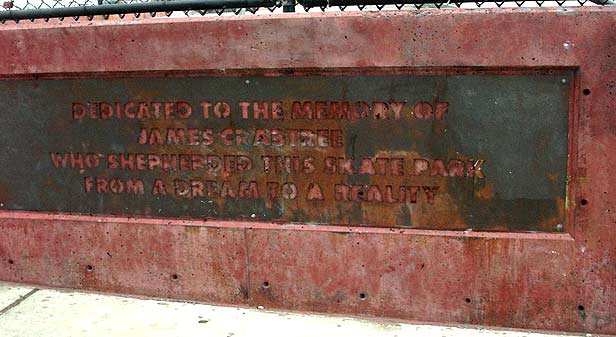 DEDICATED TO THE MEMORY OF
JAMES CRABTREE
WHO SHEPHERDED THIS SKATE PARK
FROM A DREAM TO A REALITY